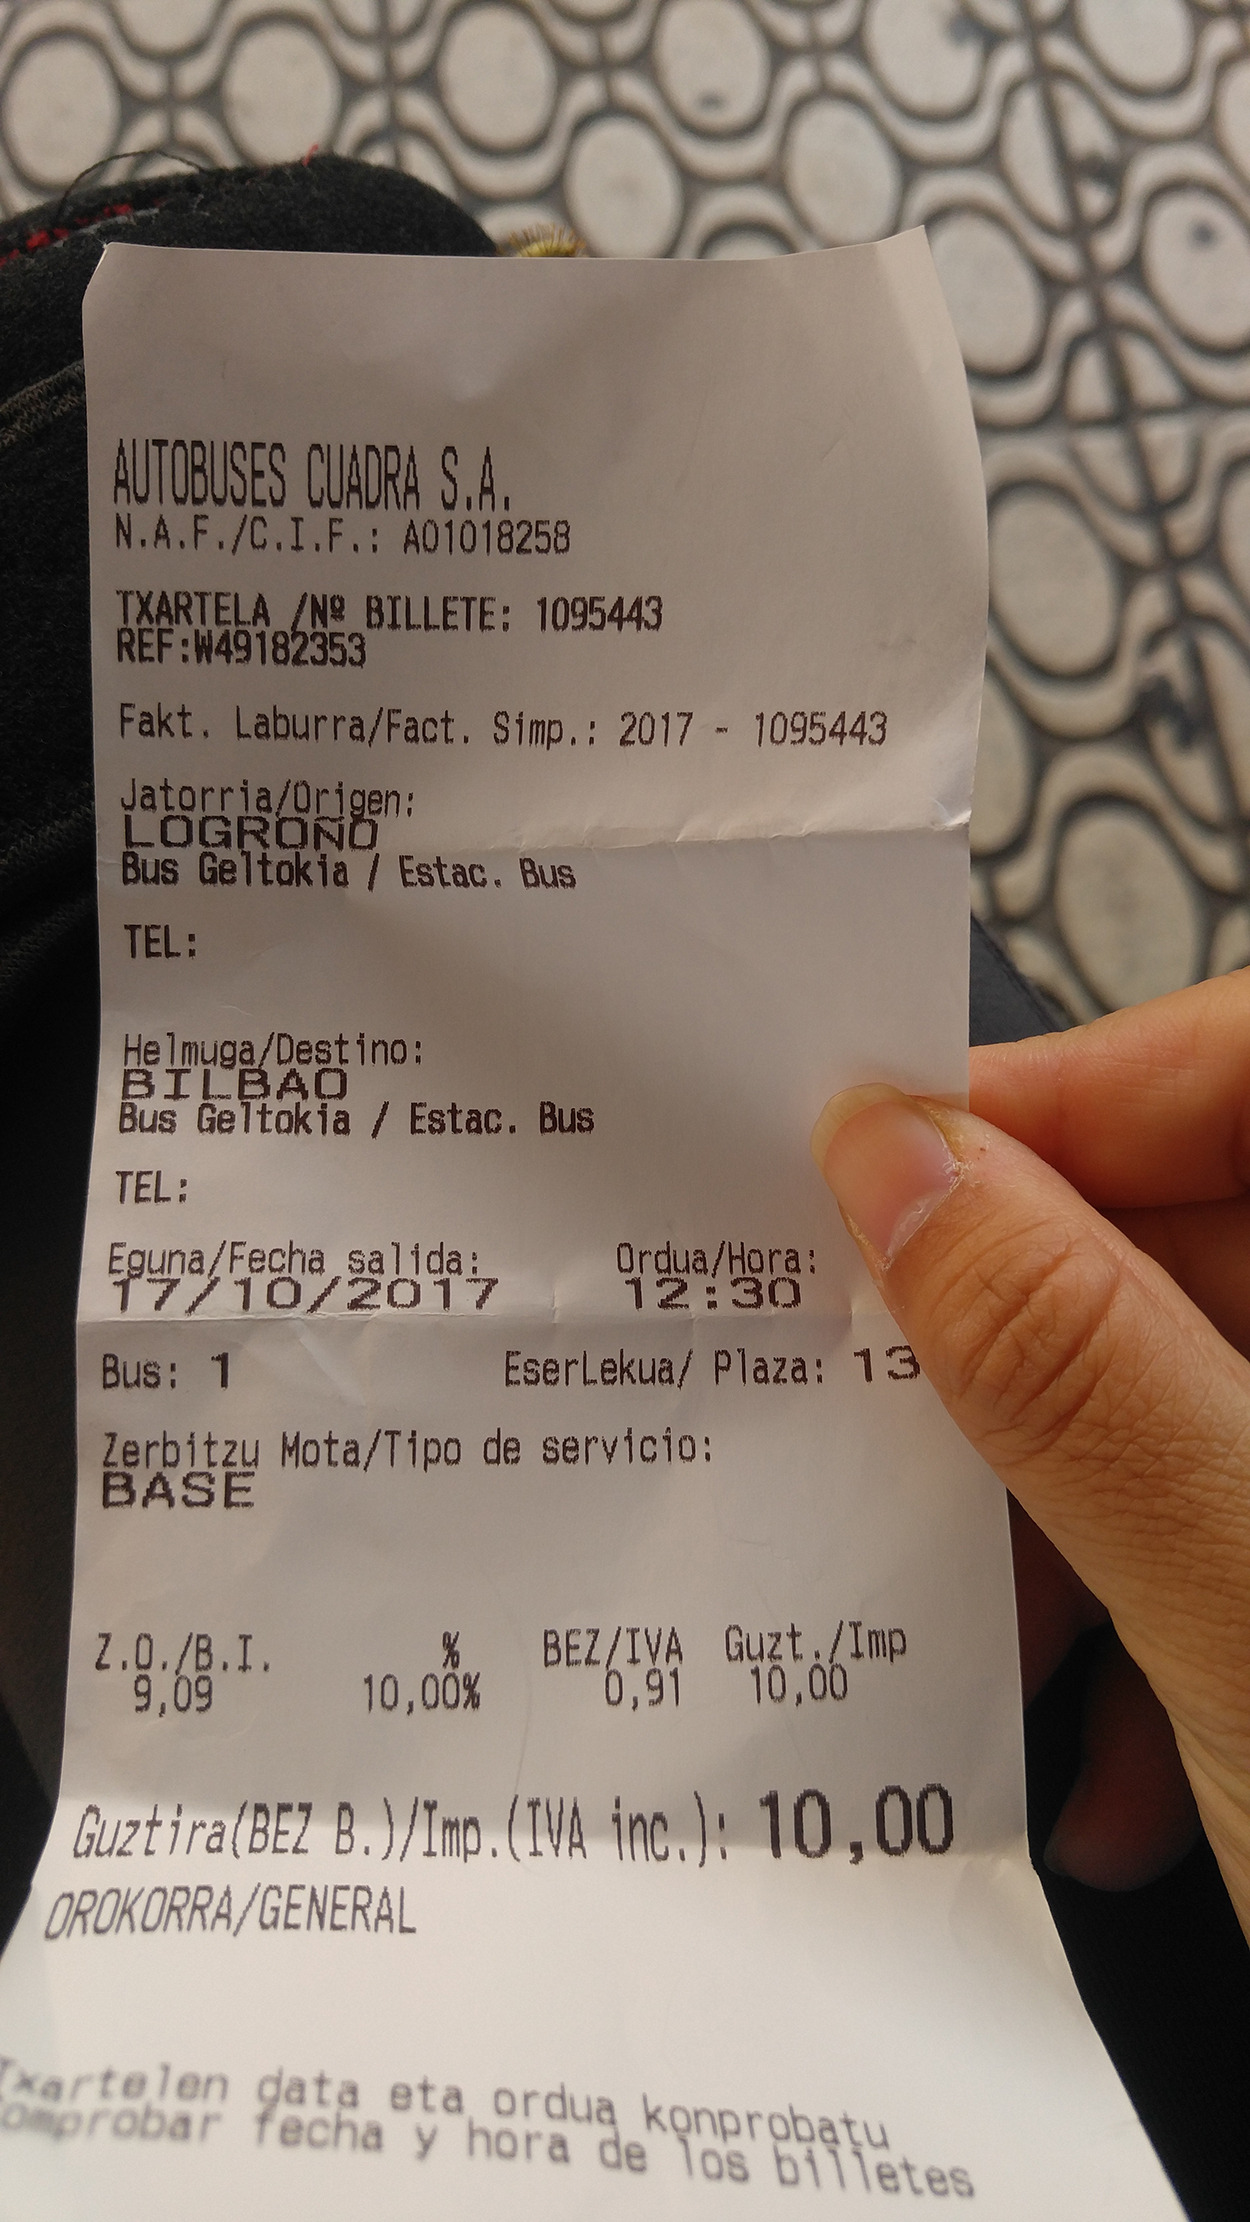 AUTOBUSES CUADRA S.A.
N.A.F./C.I.F.: A01018258
TXARTELA /Nº BILLETE: 1095443
REF:W49182353
Fakt. Laburra/Fact. Simp.: 2017 - 1095443
Jatorria/Origen:
LOGROÑO
Bus Geltokia / Estac. Bus
TEL:
Helmuga/Destino:
BILBAO
Bus Geltokia / Estac. Bus
TEL:
Eguna/Fecha salida: Ordua/Hora:
17/10/2017 12:30
Bus: 1 EserLekua/ Plaza: 13
Zerbitzu Mota/Tipo de servicio:
BASE
Z.O./B.I. % BEZ/IVA Guzt./Imp
9,09 10,00% 0,91 10,00
Guztira(BEZ B.)/Imp.(IVA inc.): 10,00
OROKORRA/GENERAL
Txartelen data eta ordua konprobatu
Comprobar fecha y hora de los billetes